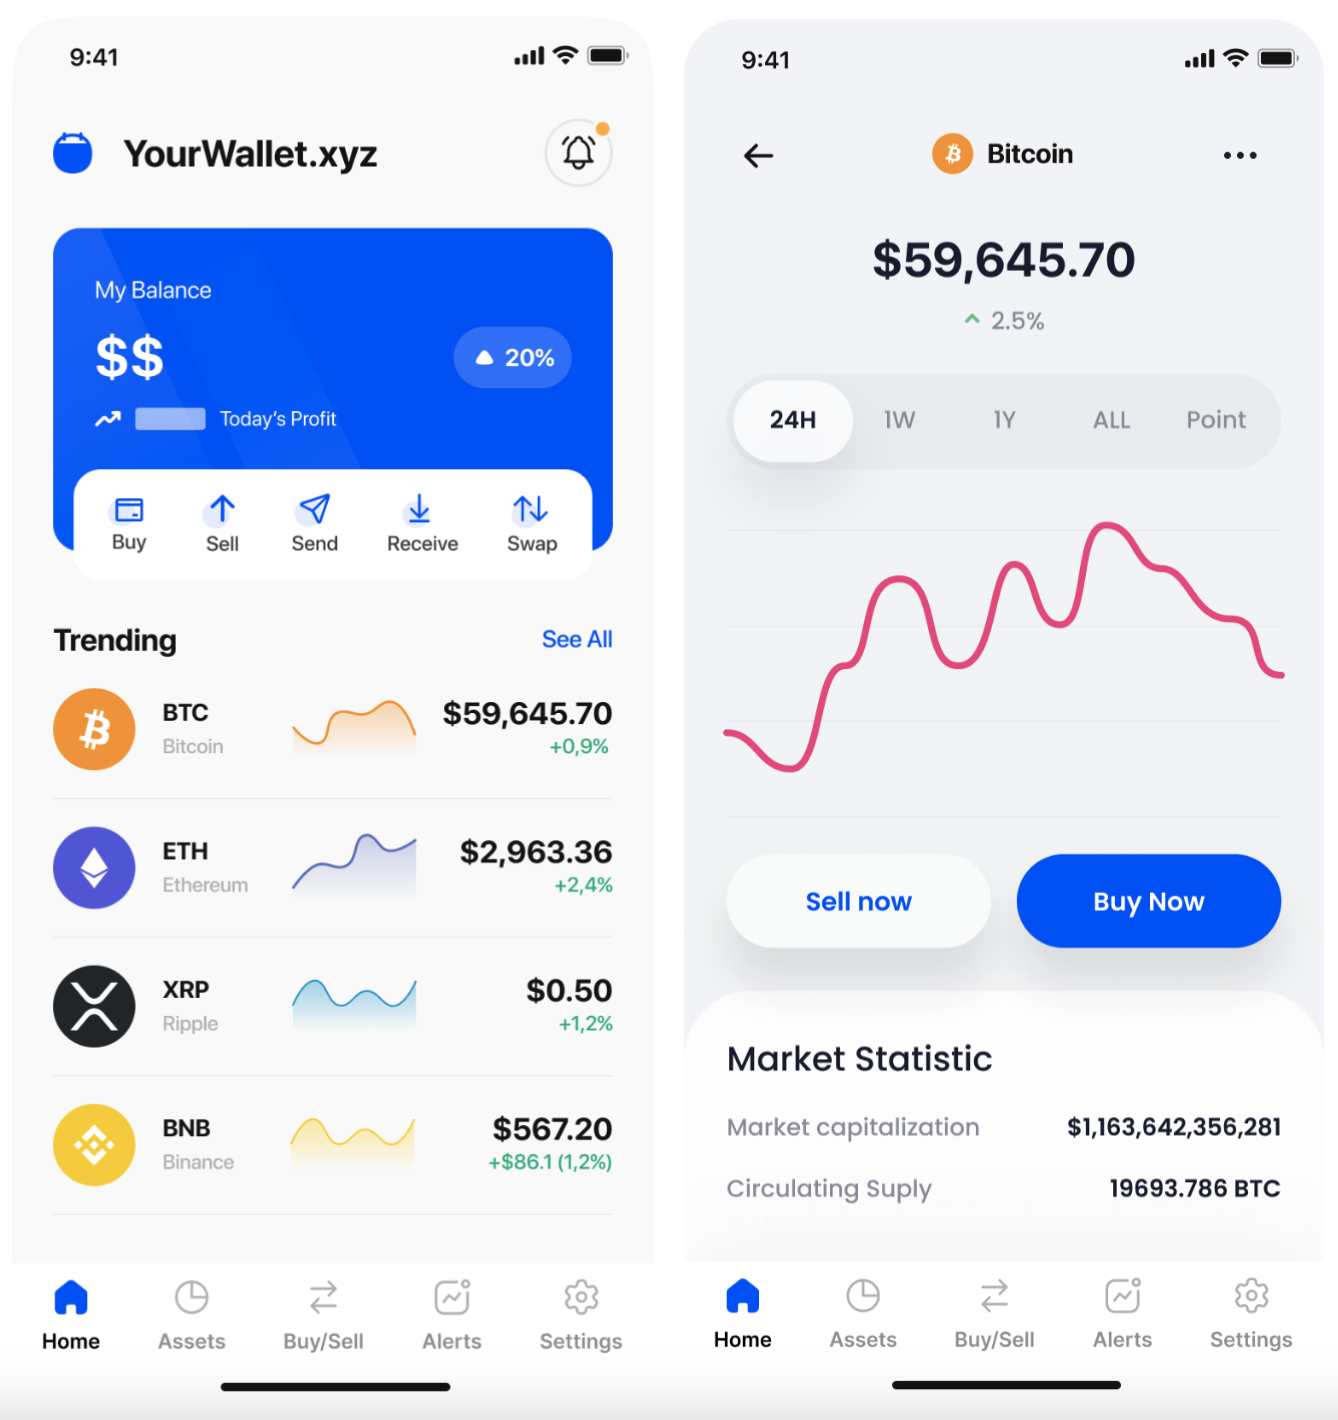 9:41
YourWallet.xyz
My Balance
$$
20%
Today's Profit
Buy Sell Send Receive Swap
Trending See All
BTC $59,645.70
Bitcoin +0,9%
ETH $2,963.36
Ethereum +2,4%
XRP $0.50
Ripple +1,2%
BNB $567.20
Binance +$86.1 (1,2%)
Home Assets Buy/Sell Alerts Settings
9:41
Bitcoin
$59,645.70
2.5%
24H 1W 1Y ALL Point
Sell now Buy Now
Market Statistic
Market capitalization $1,163,642,356,281
Circulating Suply 19693.786 BTC
Home Assets Buy/Sell Alerts Settings